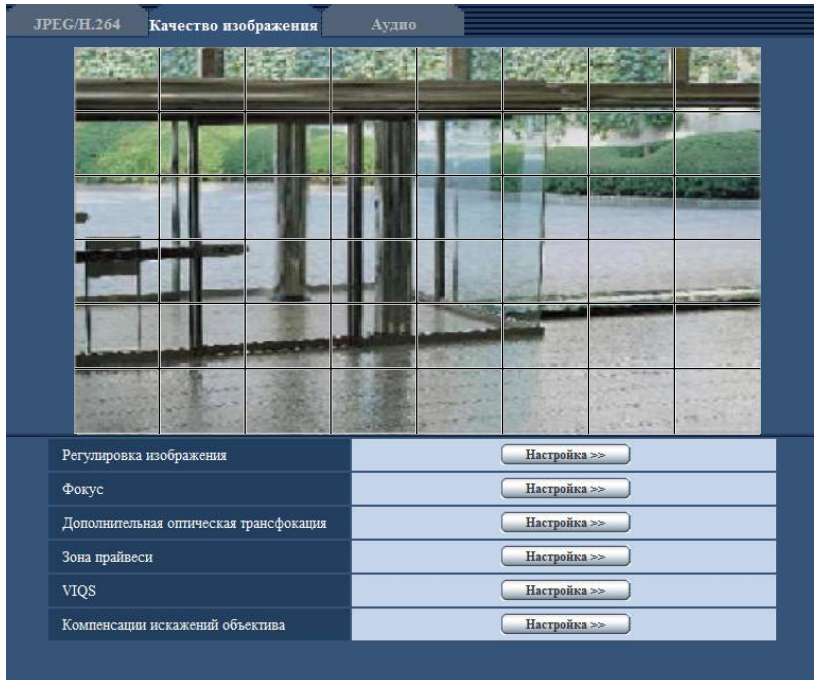 JPEG/H.264 Качество изображения Аудио
Регулировка изображения Настройка >>
Фокус Настройка >>
Дополнительная оптическая трансфокация Настройка >>
Зона прайвеси Настройка >>
VIQS Настройка >>
Компенсации искажений объектива Настройка >>